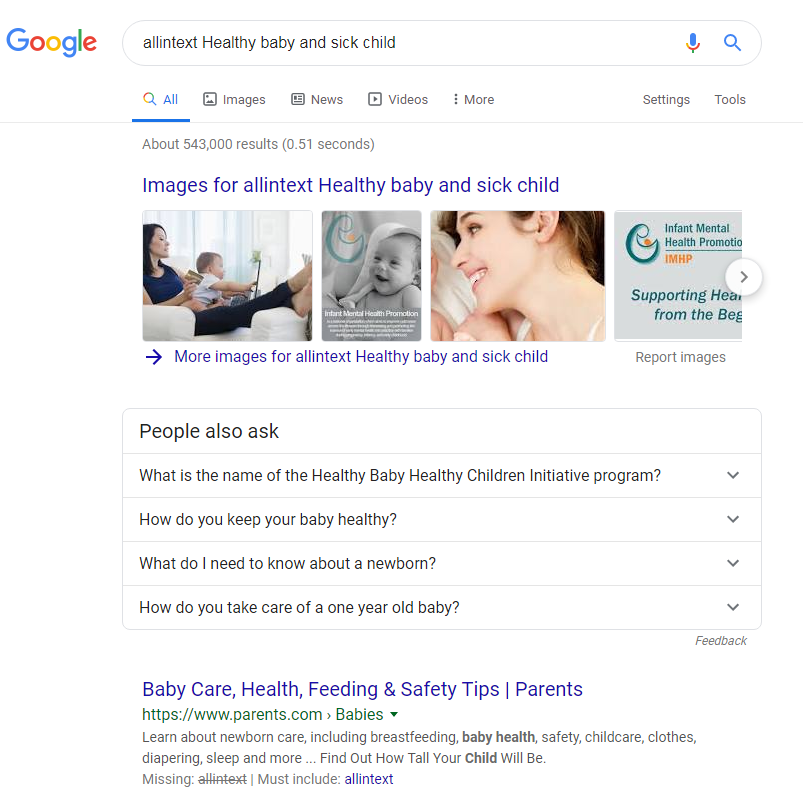 Google
allintext Healthy baby and sick child
All Images News Videos More Settings Tools
About 543,000 results (0.51 seconds)
Images for allintext Healthy baby and sick child
Infant Mental Health Promotion
Infant Mental
Health Promotio
IMHP
Supporting Heal
from the Beg
More images for allintext Healthy baby and sick child
Report images
People also ask
What is the name of the Healthy Baby Healthy Children Initiative program?
How do you keep your baby healthy?
What do I need to know about a newborn?
How do you take care of a one year old baby?
Feedback
Baby Care, Health, Feeding & Safety Tips | Parents
https://www.parents.com › Babies
Learn about newborn care, including breastfeeding, baby health, safety, childcare, clothes,
diapering, sleep and more ... Find Out How Tall Your Child Will Be.
Missing: allintext | Must include: allintext